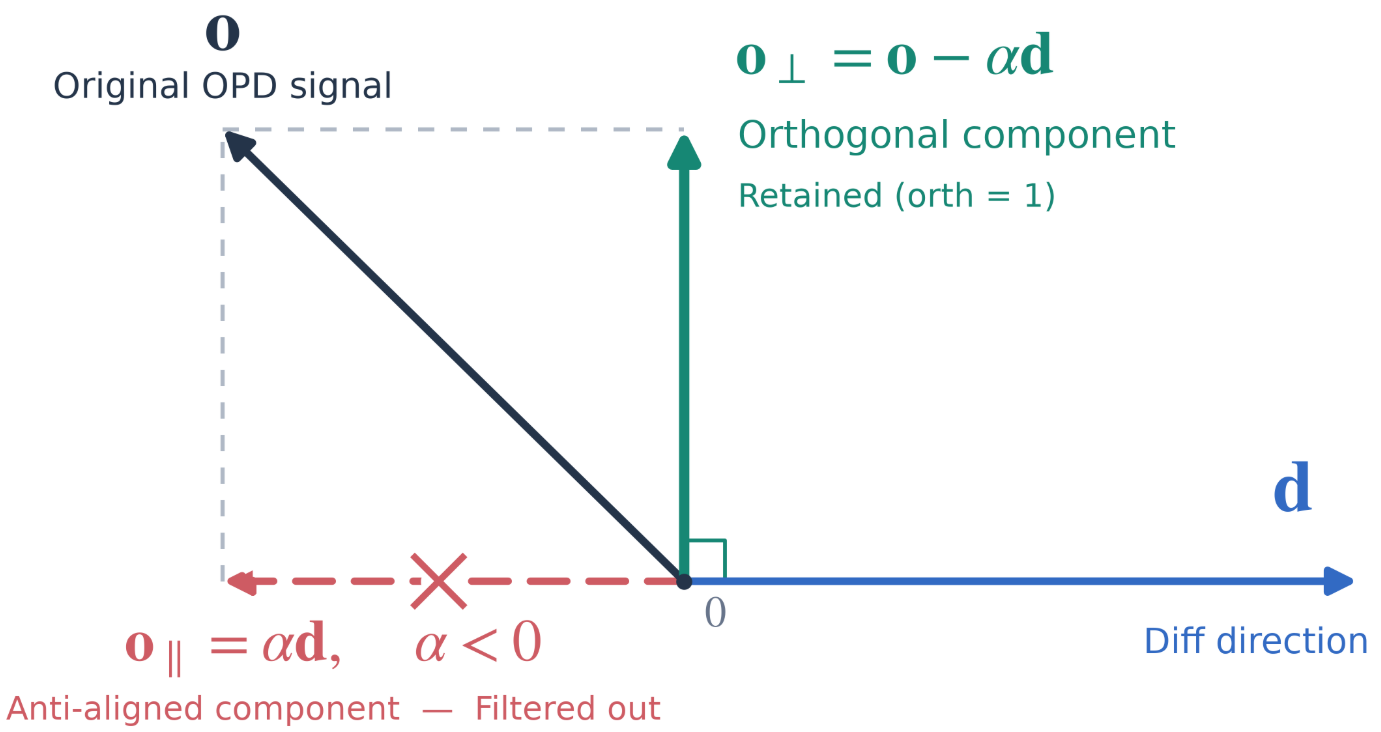 o
Original OPD signal
o⊥ = o − αd
Orthogonal component
Retained (orth = 1)
d
0
Diff direction
o∥ = αd, α < 0
Anti-aligned component — Filtered out